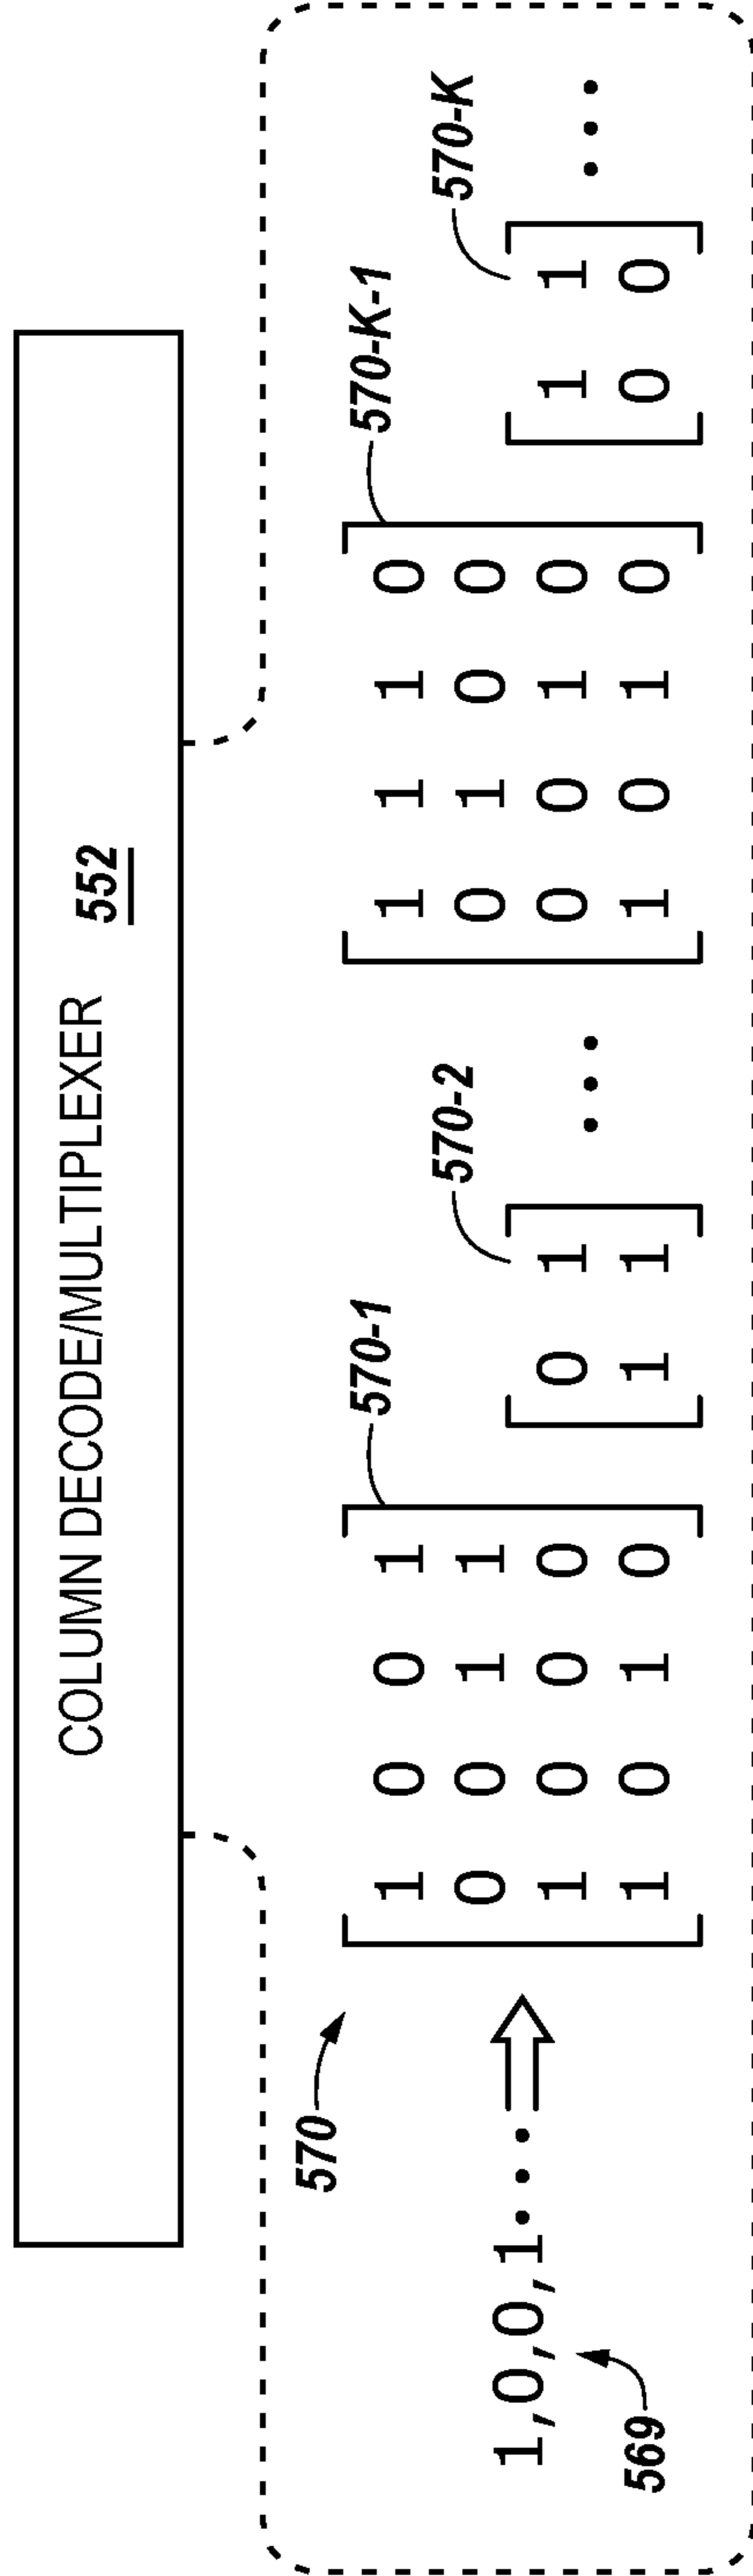 COLUMN DECODE/MULTIPLEXER 552
570 570-1 570-K-1
1 0 0 1 1 1 1 0
570-2 570-K
0 0 1 1 0 1 0 0
1,0,0,1... ⇒
1 0 0 0 0 1 ... 0 0 1 0 1 1 ...
569
1 0 1 0 1 1 1 0 1 0 0 0